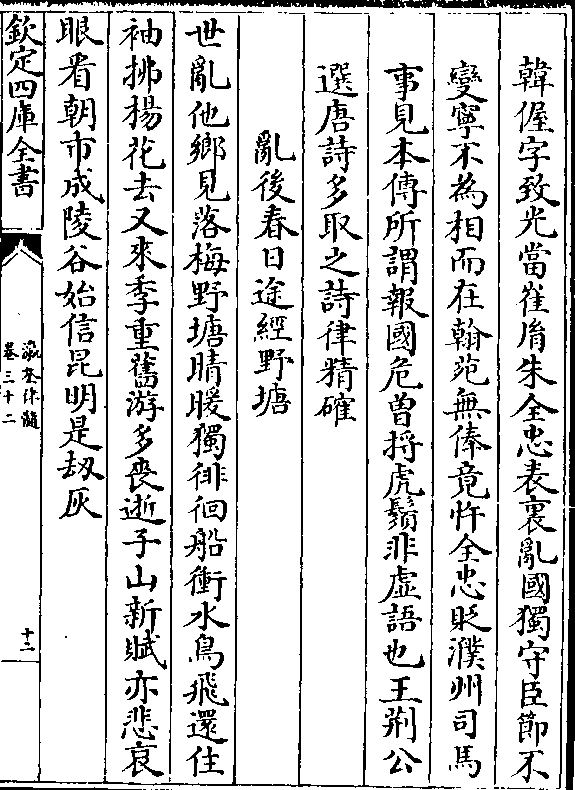 韓偓字致光當崔𦙍朱全忠表裏亂國獨守臣節不
變寧不為相而在翰苑無俸竟忤全忠貶濮州司馬
事見本傳所謂報國危曽捋虎鬚非虚語也王荆公
選唐詩多取之詩律精確
亂後春日途經野塘
世亂他鄉見落梅野塘晴暖獨徘徊船衝水鳥飛還住
袖拂楊花去又來季重舊游多喪逝子山新賦亦悲哀
眼看朝市成陵谷始信昆明是刼灰
欽定四庫全書
瀛奎律髓
卷三十二
十二